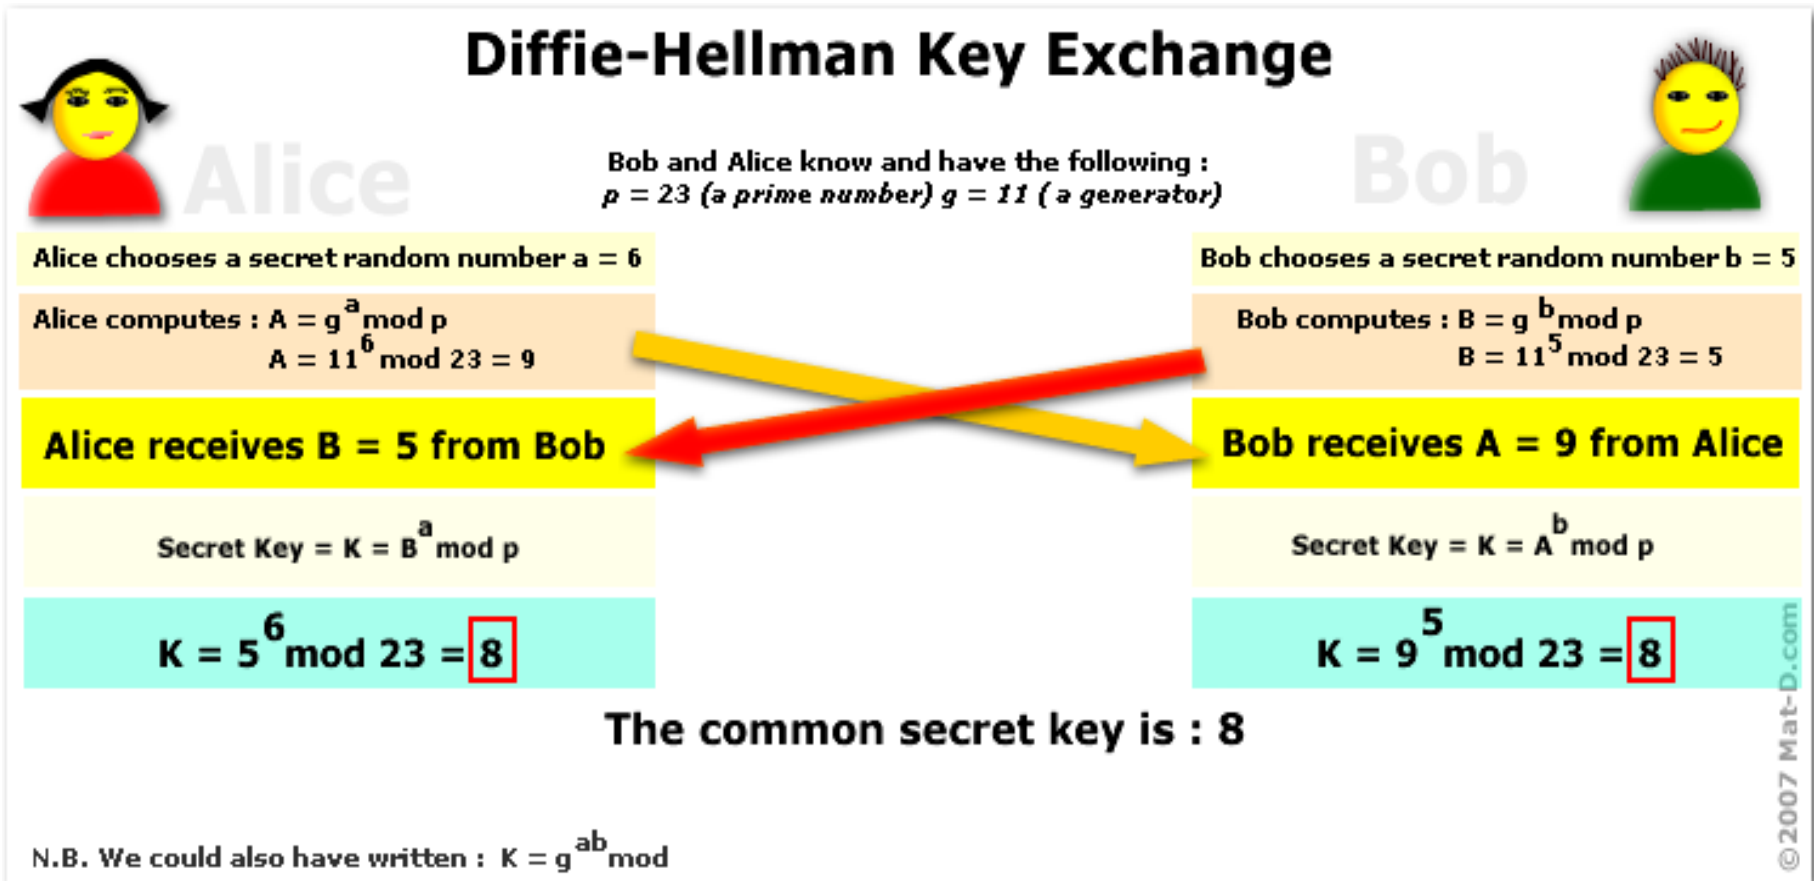 Diffie-Hellman Key Exchange
Alice
Bob
Bob and Alice know and have the following :
p = 23 (a prime number) g = 11 ( a generator)
Alice chooses a secret random number a = 6
Alice computes : A = g^a mod p
A = 11^6 mod 23 = 9
Alice receives B = 5 from Bob
Secret Key = K = B^a mod p
K = 5^6 mod 23 = 8
Bob chooses a secret random number b = 5
Bob computes : B = g^b mod p
B = 11^5 mod 23 = 5
Bob receives A = 9 from Alice
Secret Key = K = A^b mod p
K = 9^5 mod 23 = 8
The common secret key is : 8
N.B. We could also have written : K = g^ab mod
©2007 Mat-D.com